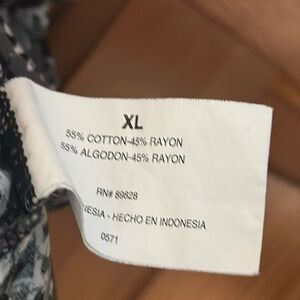 XL
55% COTTON-45% RAYON
55% ALGODON-45% RAYON
RN# 89828
NESIA - HECHO EN INDONESIA
0571